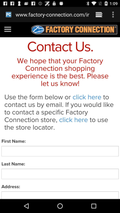 1:09
www.factory-connection.com/ir
FACTORY CONNECTION
Contact Us.
We hope that your Factory
Connection shopping
experience is the best. Please
let us know!
Use the form below or click here to
contact us by email. If you would like
to contact a specific Factory
Connection store, click here to use
the store locator.
First Name:
Last Name:
Address: